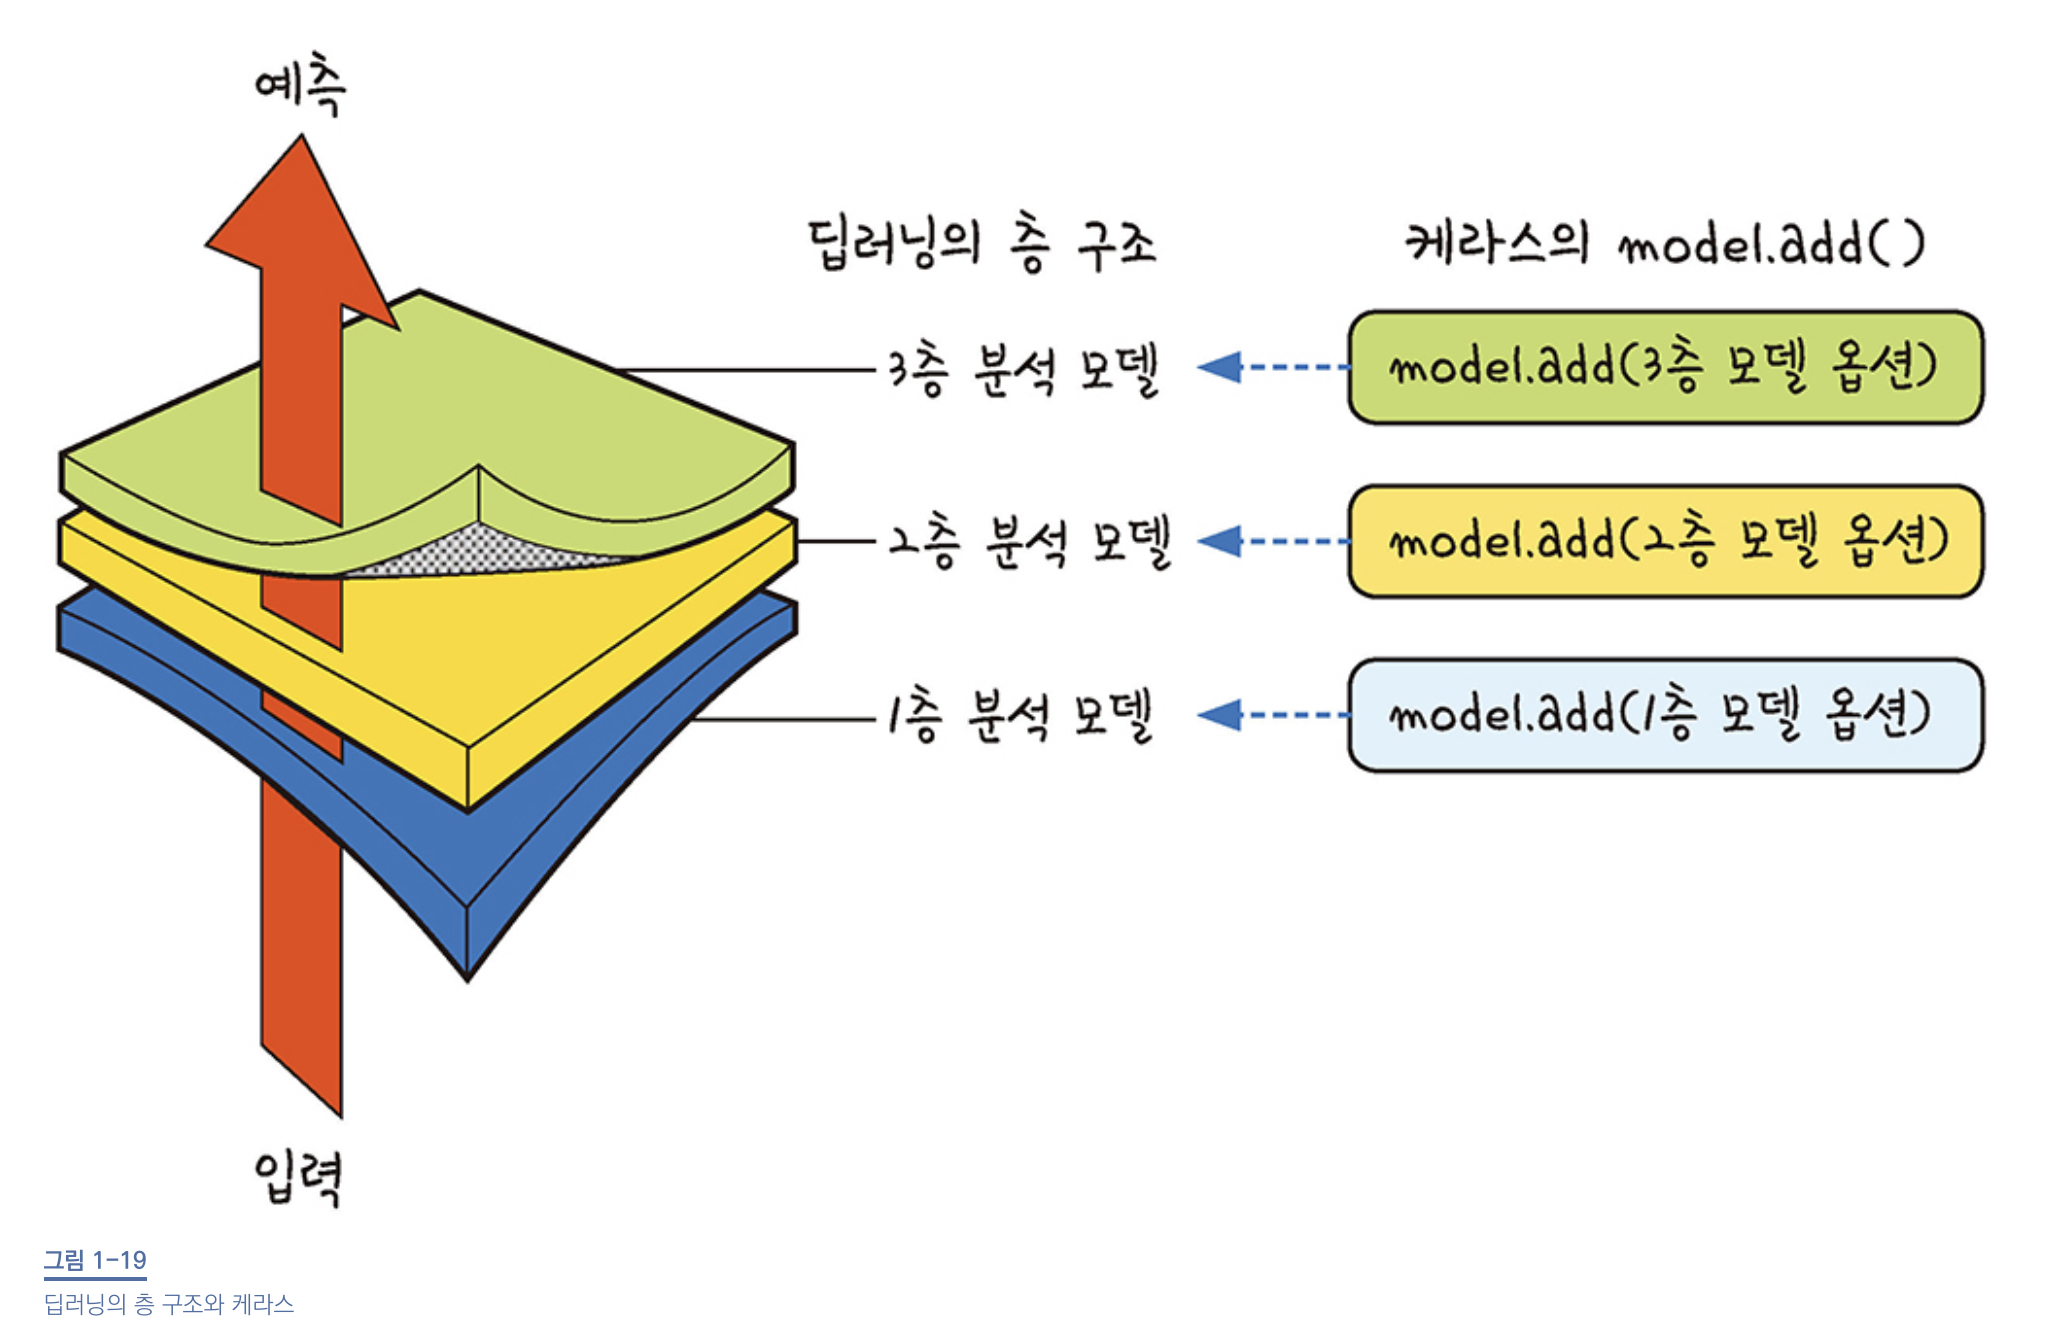 예측
딥러닝의 층 구조
케라스의 model.add()
3층 분석 모델
model.add(3층 모델 옵션)
2층 분석 모델
model.add(2층 모델 옵션)
1층 분석 모델
model.add(1층 모델 옵션)
입력
그림 1-19
딥러닝의 층 구조와 케라스